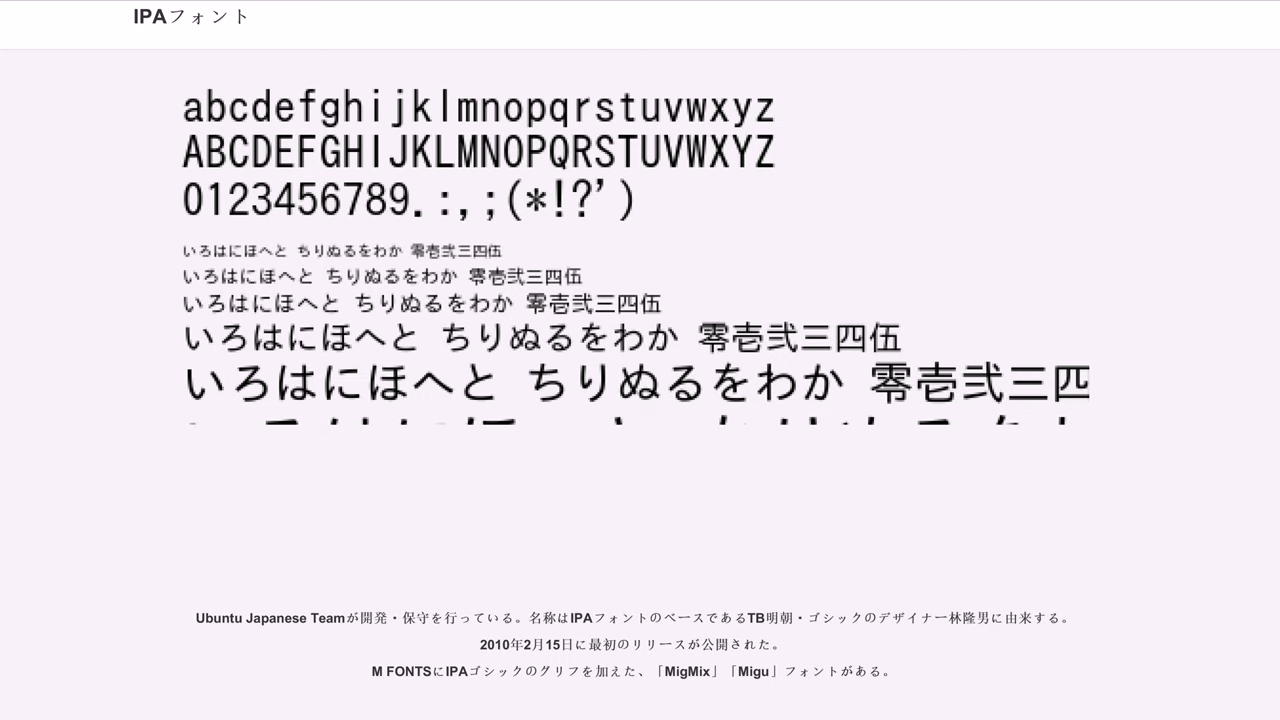 IPAフォント
abcdefghijklmnopqrstuvwxyz
ABCDEFGHIJKLMNOPQRSTUVWXYZ
0123456789.:,;(*!?’)
いろはにほへと ちりぬるをわか 零壱弐三四伍
いろはにほへと ちりぬるをわか 零壱弐三四伍
いろはにほへと ちりぬるをわか 零壱弐三四伍
いろはにほへと ちりぬるをわか 零壱弐三四伍
いろはにほへと ちりぬるをわか 零壱弐三匹
Ubuntu Japanese Teamが開発・保守を行っている。名称はIPAフォントのベースであるTB明朝・ゴシックのデザイナー林隆男に由来する。
2010年2月15日に最初のリリースが公開された。
M FONTSにIPAゴシックのグリフを加えた、「MigMix」「Migu」フォントがある。